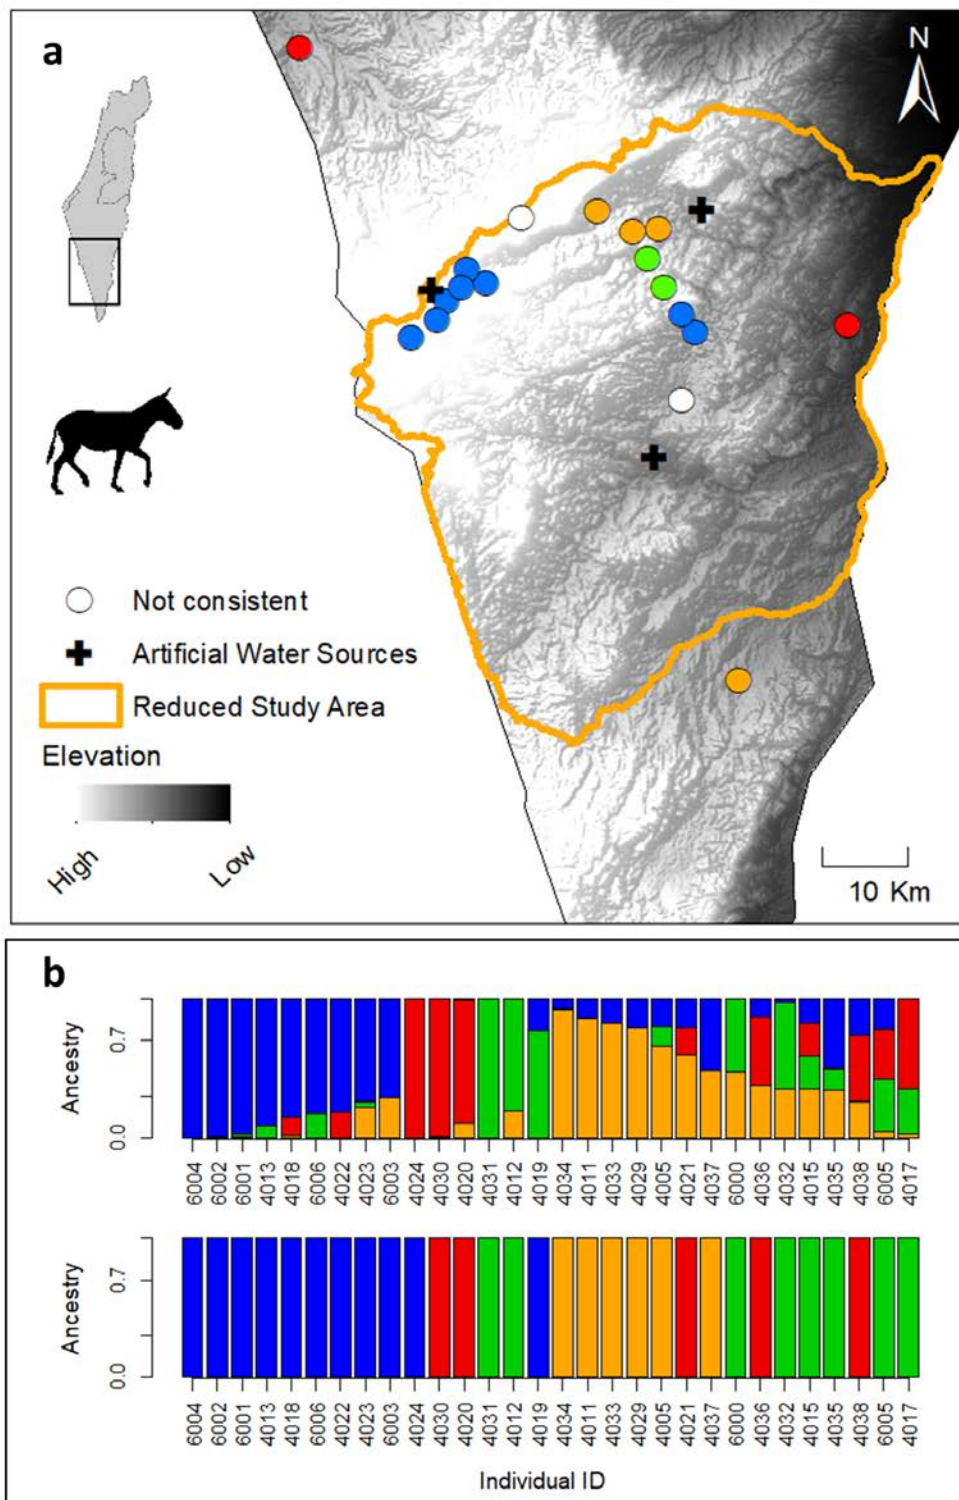 a
N
Not consistent
Artificial Water Sources
Reduced Study Area
Elevation
High
Low
10 Km
b
Ancestry
0.7
0.0
6004 6002 6001 4013 4018 6006 4022 4023 6003 4024 4030 4020 4031 4012 4019 4034 4011 4033 4029 4005 4021 4037 6000 4036 4032 4015 4035 4038 6005 4017
Ancestry
0.7
0.0
6004 6002 6001 4013 4018 6006 4022 4023 6003 4024 4030 4020 4031 4012 4019 4034 4011 4033 4029 4005 4021 4037 6000 4036 4032 4015 4035 4038 6005 4017
Individual ID